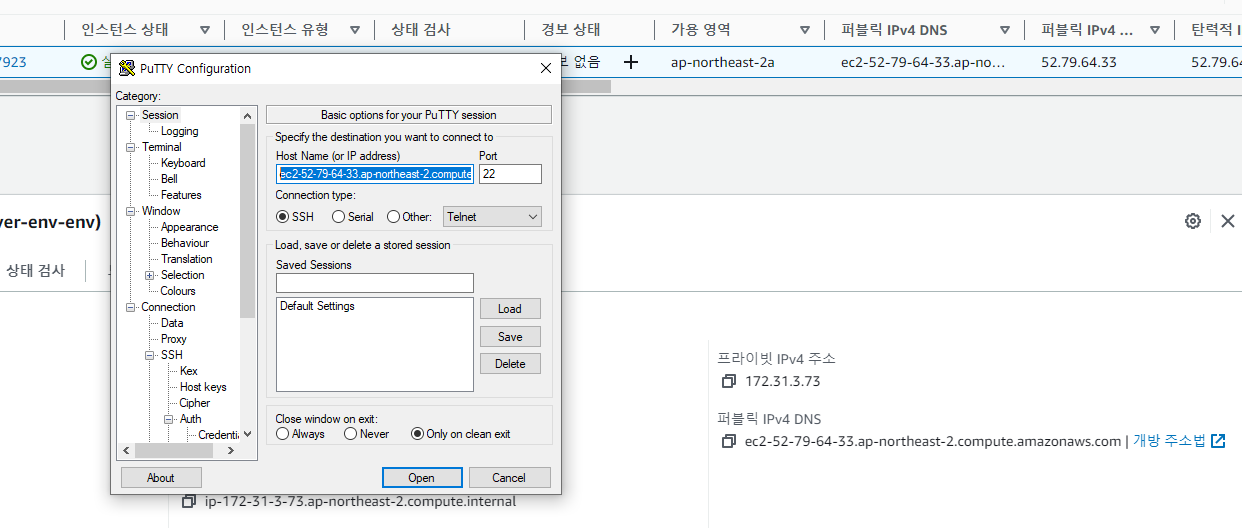 인스턴스 상태 인스턴스 유형 상태 검사 경보 상태 가용 영역 퍼블릭 IPv4 DNS 퍼블릭 IPv4 ... 탄력적 I
7923 보 없음 + ap-northeast-2a ec2-52-79-64-33.ap-no... 52.79.64.33 52.79.64
PuTTY Configuration
Category:
Session
Logging
Terminal
Keyboard
Bell
Features
Window
Appearance
Behaviour
Translation
Selection
Colours
Connection
Data
Proxy
SSH
Kex
Host keys
Cipher
Auth
Credentia
Basic options for your PuTTY session
Specify the destination you want to connect to
Host Name (or IP address) Port
ec2-52-79-64-33.ap-northeast-2.compute 22
Connection type:
SSH Serial Other: Telnet
Load, save or delete a stored session
Saved Sessions
Default Settings
Load
Save
Delete
Close window on exit:
Always Never Only on clean exit
About Open Cancel
ver-env-env)
상태 검사
프라이빗 IPv4 주소
172.31.3.73
퍼블릭 IPv4 DNS
ec2-52-79-64-33.ap-northeast-2.compute.amazonaws.com | 개방 주소법
ip-172-31-3-73.ap-northeast-2.compute.internal